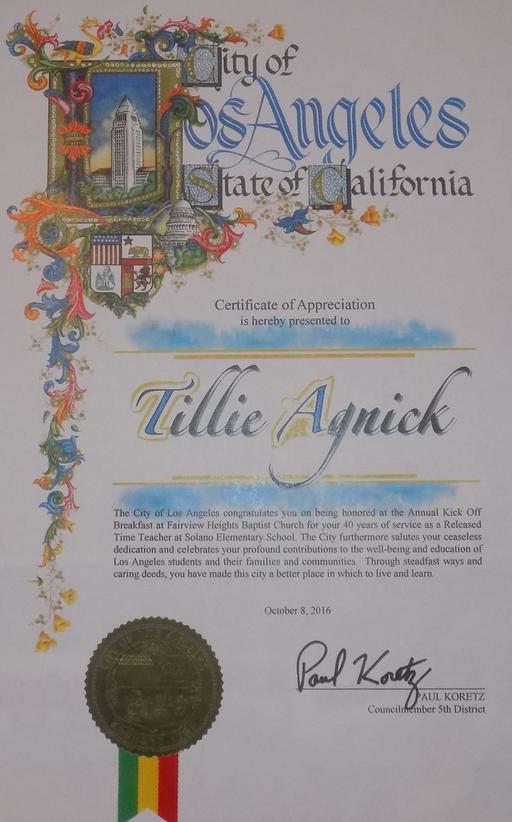 City of
Los Angeles
State of California
Certificate of Appreciation
is hereby presented to
Tillie Agnick
The City of Los Angeles congratulates you on being honored at the Annual Kick Off
Breakfast at Fairview Heights Baptist Church for your 40 years of service as a Released
Time Teacher at Solano Elementary School. The City furthermore salutes your ceaseless
dedication and celebrates your profound contributions to the well-being and education of
Los Angeles students and their families and communities. Through steadfast ways and
caring deeds, you have made this city a better place in which to live and learn.
October 8, 2016
Paul Koretz
PAUL KORETZ
Councilmember 5th District